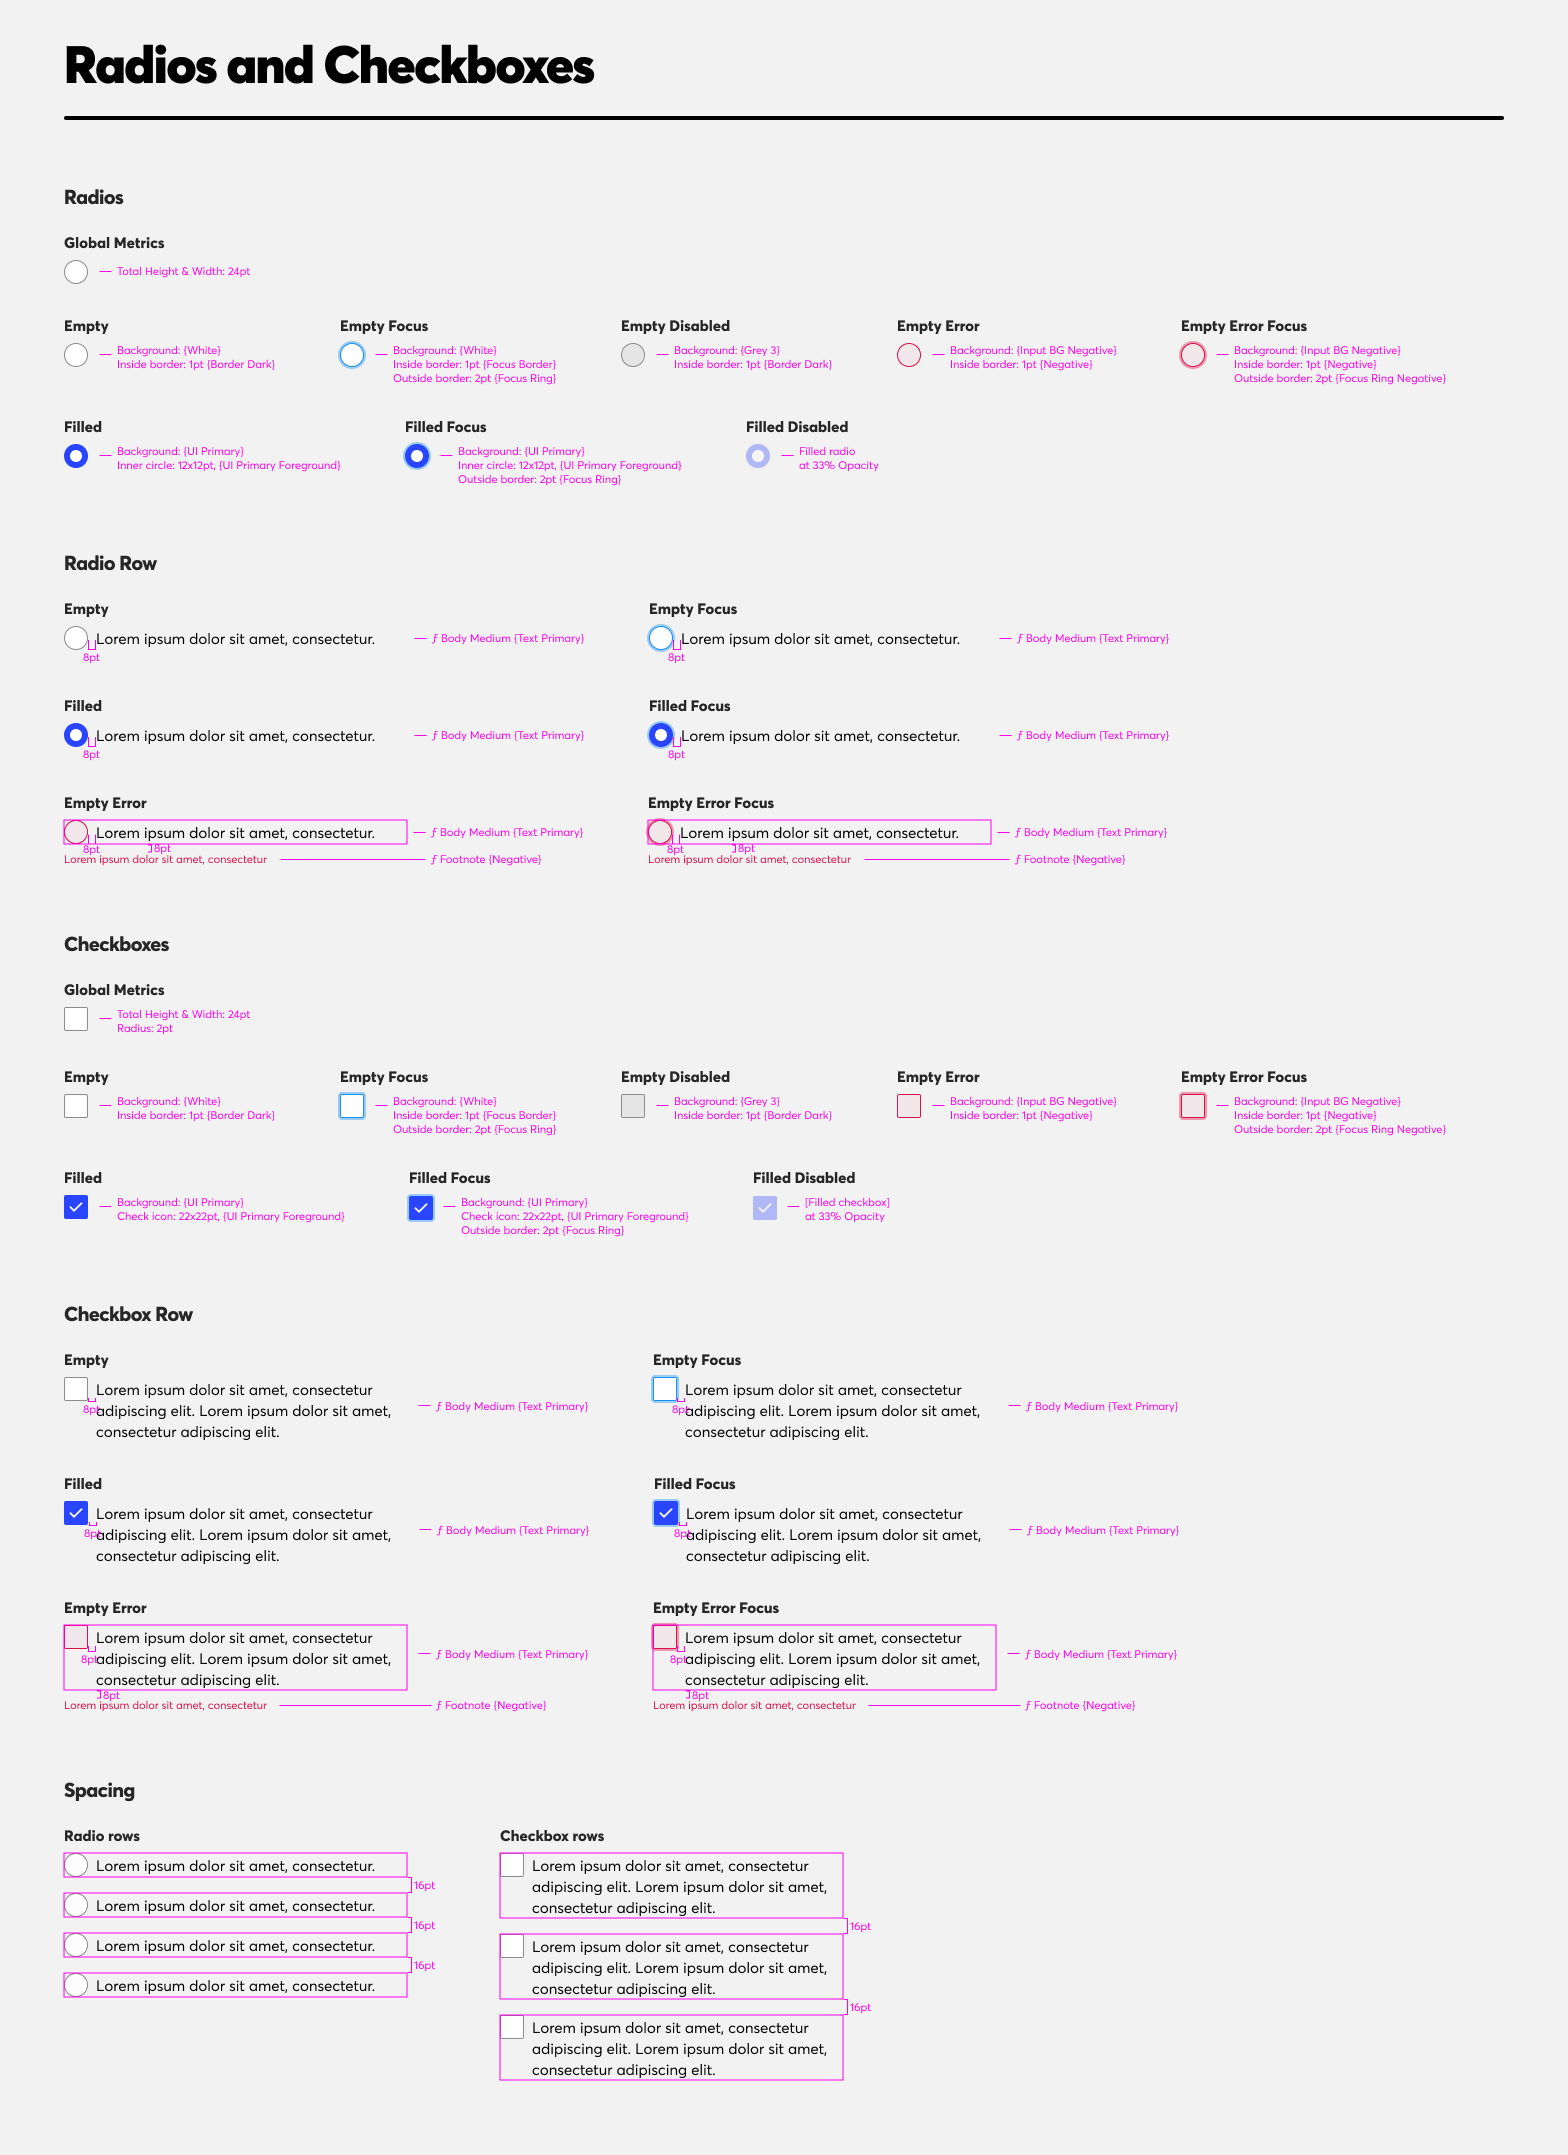 Radios and Checkboxes
Radios
Global Metrics
Total Height & Width: 24pt
Empty
Background: {White}
Inside border: 1pt {Border Dark}
Empty Focus
Background: {White}
Inside border: 1pt {Focus Border}
Outside border: 2pt {Focus Ring}
Empty Disabled
Background: {Grey 3}
Inside border: 1pt {Border Dark}
Empty Error
Background: {Input BG Negative}
Inside border: 1pt {Negative}
Empty Error Focus
Background: {Input BG Negative}
Inside border: 1pt {Negative}
Outside border: 2pt {Focus Ring Negative}
Filled
Background: {UI Primary}
Inner circle: 12x12pt, {UI Primary Foreground}
Filled Focus
Background: {UI Primary}
Inner circle: 12x12pt, {UI Primary Foreground}
Outside border: 2pt {Focus Ring}
Filled Disabled
Filled radio
at 33% Opacity
Radio Row
Empty
Lorem ipsum dolor sit amet, consectetur.
ƒ Body Medium {Text Primary}
8pt
Empty Focus
Lorem ipsum dolor sit amet, consectetur.
ƒ Body Medium {Text Primary}
8pt
Filled
Lorem ipsum dolor sit amet, consectetur.
ƒ Body Medium {Text Primary}
8pt
Filled Focus
Lorem ipsum dolor sit amet, consectetur.
ƒ Body Medium {Text Primary}
8pt
Empty Error
Lorem ipsum dolor sit amet, consectetur.
ƒ Body Medium {Text Primary}
8pt
8pt
Lorem ipsum dolor sit amet, consectetur
ƒ Footnote {Negative}
Empty Error Focus
Lorem ipsum dolor sit amet, consectetur.
ƒ Body Medium {Text Primary}
8pt
8pt
Lorem ipsum dolor sit amet, consectetur
ƒ Footnote {Negative}
Checkboxes
Global Metrics
Total Height & Width: 24pt
Radius: 2pt
Empty
Background: {White}
Inside border: 1pt {Border Dark}
Empty Focus
Background: {White}
Inside border: 1pt {Focus Border}
Outside border: 2pt {Focus Ring}
Empty Disabled
Background: {Grey 3}
Inside border: 1pt {Border Dark}
Empty Error
Background: {Input BG Negative}
Inside border: 1pt {Negative}
Empty Error Focus
Background: {Input BG Negative}
Inside border: 1pt {Negative}
Outside border: 2pt {Focus Ring Negative}
Filled
Background: {UI Primary}
Check icon: 22x22pt, {UI Primary Foreground}
Filled Focus
Background: {UI Primary}
Check icon: 22x22pt, {UI Primary Foreground}
Outside border: 2pt {Focus Ring}
Filled Disabled
[Filled checkbox]
at 33% Opacity
Checkbox Row
Empty
Lorem ipsum dolor sit amet, consectetur
adipiscing elit. Lorem ipsum dolor sit amet,
consectetur adipiscing elit.
8pt
ƒ Body Medium {Text Primary}
Empty Focus
Lorem ipsum dolor sit amet, consectetur
adipiscing elit. Lorem ipsum dolor sit amet,
consectetur adipiscing elit.
8pt
ƒ Body Medium {Text Primary}
Filled
Lorem ipsum dolor sit amet, consectetur
adipiscing elit. Lorem ipsum dolor sit amet,
consectetur adipiscing elit.
8pt
ƒ Body Medium {Text Primary}
Filled Focus
Lorem ipsum dolor sit amet, consectetur
adipiscing elit. Lorem ipsum dolor sit amet,
consectetur adipiscing elit.
8pt
ƒ Body Medium {Text Primary}
Empty Error
Lorem ipsum dolor sit amet, consectetur
adipiscing elit. Lorem ipsum dolor sit amet,
consectetur adipiscing elit.
8pt
ƒ Body Medium {Text Primary}
8pt
Lorem ipsum dolor sit amet, consectetur
ƒ Footnote {Negative}
Empty Error Focus
Lorem ipsum dolor sit amet, consectetur
adipiscing elit. Lorem ipsum dolor sit amet,
consectetur adipiscing elit.
8pt
ƒ Body Medium {Text Primary}
8pt
Lorem ipsum dolor sit amet, consectetur
ƒ Footnote {Negative}
Spacing
Radio rows
Lorem ipsum dolor sit amet, consectetur.
16pt
Lorem ipsum dolor sit amet, consectetur.
16pt
Lorem ipsum dolor sit amet, consectetur.
16pt
Lorem ipsum dolor sit amet, consectetur.
Checkbox rows
Lorem ipsum dolor sit amet, consectetur
adipiscing elit. Lorem ipsum dolor sit amet,
consectetur adipiscing elit.
16pt
Lorem ipsum dolor sit amet, consectetur
adipiscing elit. Lorem ipsum dolor sit amet,
consectetur adipiscing elit.
16pt
Lorem ipsum dolor sit amet, consectetur
adipiscing elit. Lorem ipsum dolor sit amet,
consectetur adipiscing elit.